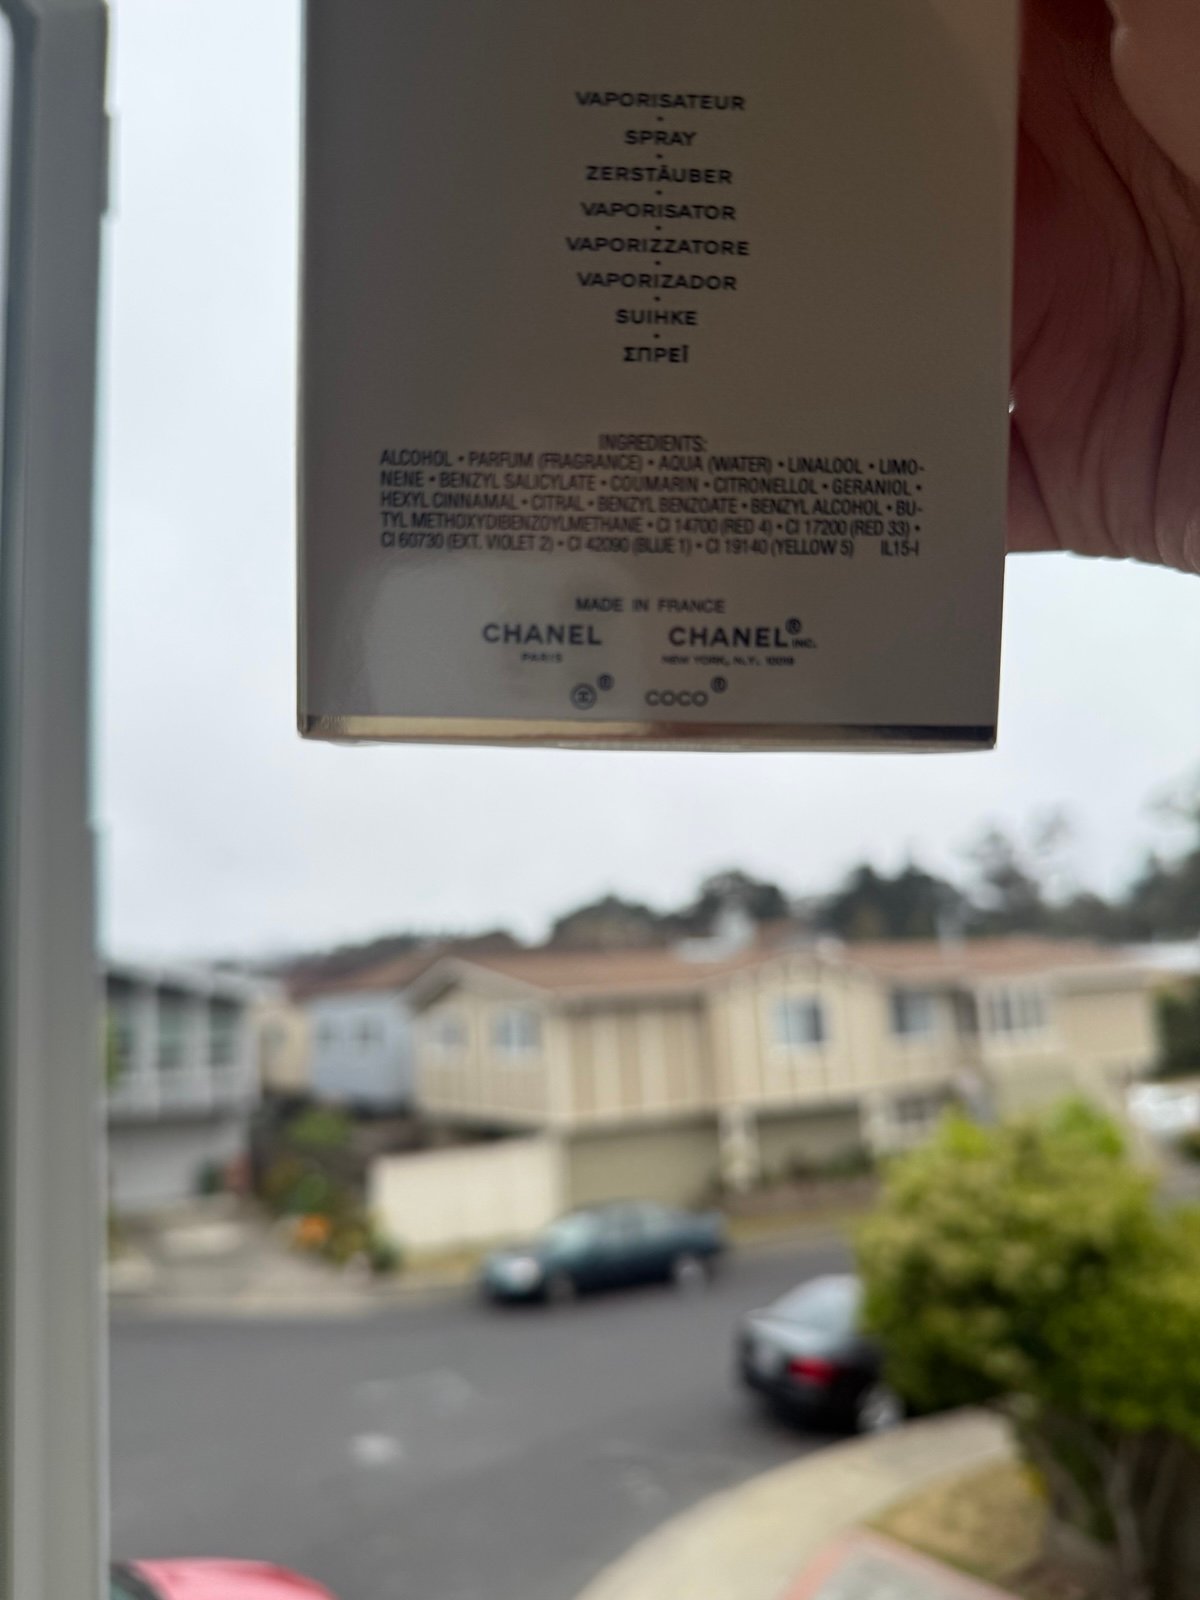 VAPORISATEUR
•
SPRAY
•
ZERSTÄUBER
•
VAPORISATOR
•
VAPORIZZATORE
•
VAPORIZADOR
•
SUIHKE
•
ΣΠΡΕΪ
INGREDIENTS:
ALCOHOL • PARFUM (FRAGRANCE) • AQUA (WATER) • LINALOOL • LIMO-
NENE • BENZYL SALICYLATE • COUMARIN • CITRONELLOL • GERANIOL •
HEXYL CINNAMAL • CITRAL • BENZYL BENZOATE • BENZYL ALCOHOL • BU-
TYL METHOXYDIBENZOYLMETHANE • CI 14700 (RED 4) • CI 17200 (RED 33) •
CI 60730 (EXT. VIOLET 2) • CI 42090 (BLUE 1) • CI 19140 (YELLOW 5) IL15-I
MADE IN FRANCE
CHANEL CHANEL® INC.
PARIS NEW YORK, N.Y. 10019
® COCO®